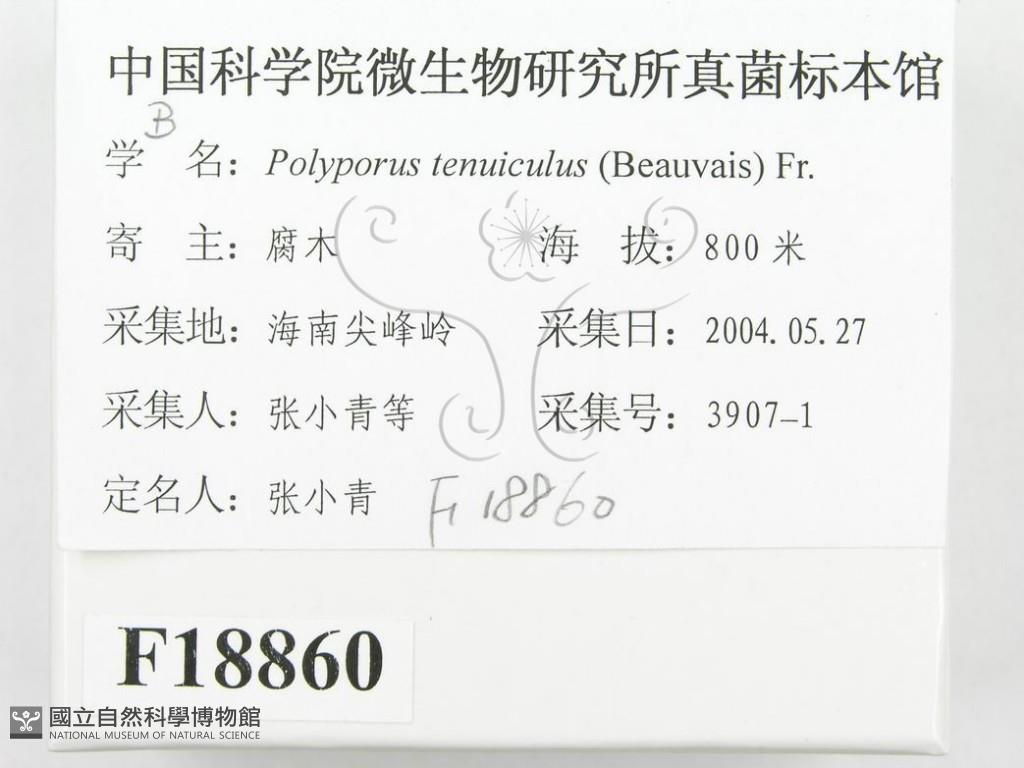 中国科学院微生物研究所真菌标本馆
B
学 名：Polyporus tenuiculus (Beauvais) Fr.
寄 主：腐木 海 拔：800 米
采集地：海南尖峰岭 采集日：2004.05.27
采集人：张小青等 采集号：3907–1
定名人：张小青 F18860
F18860
國立自然科學博物館
NATIONAL MUSEUM OF NATURAL SCIENCE